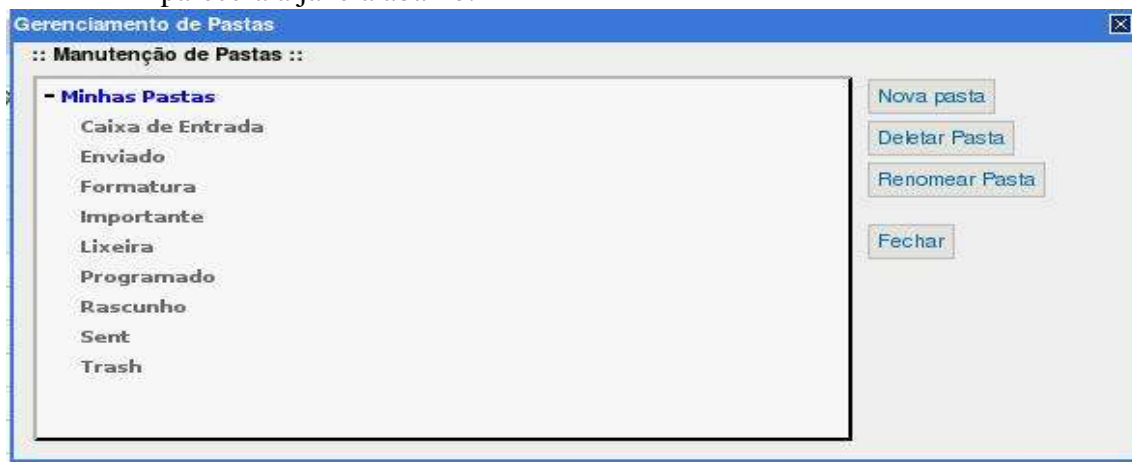 Gerenciamento de Pastas
:: Manutenção de Pastas ::
- Minhas Pastas
Caixa de Entrada
Enviado
Formatura
Importante
Lixeira
Programado
Rascunho
Sent
Trash
Nova pasta
Deletar Pasta
Renomear Pasta
Fechar